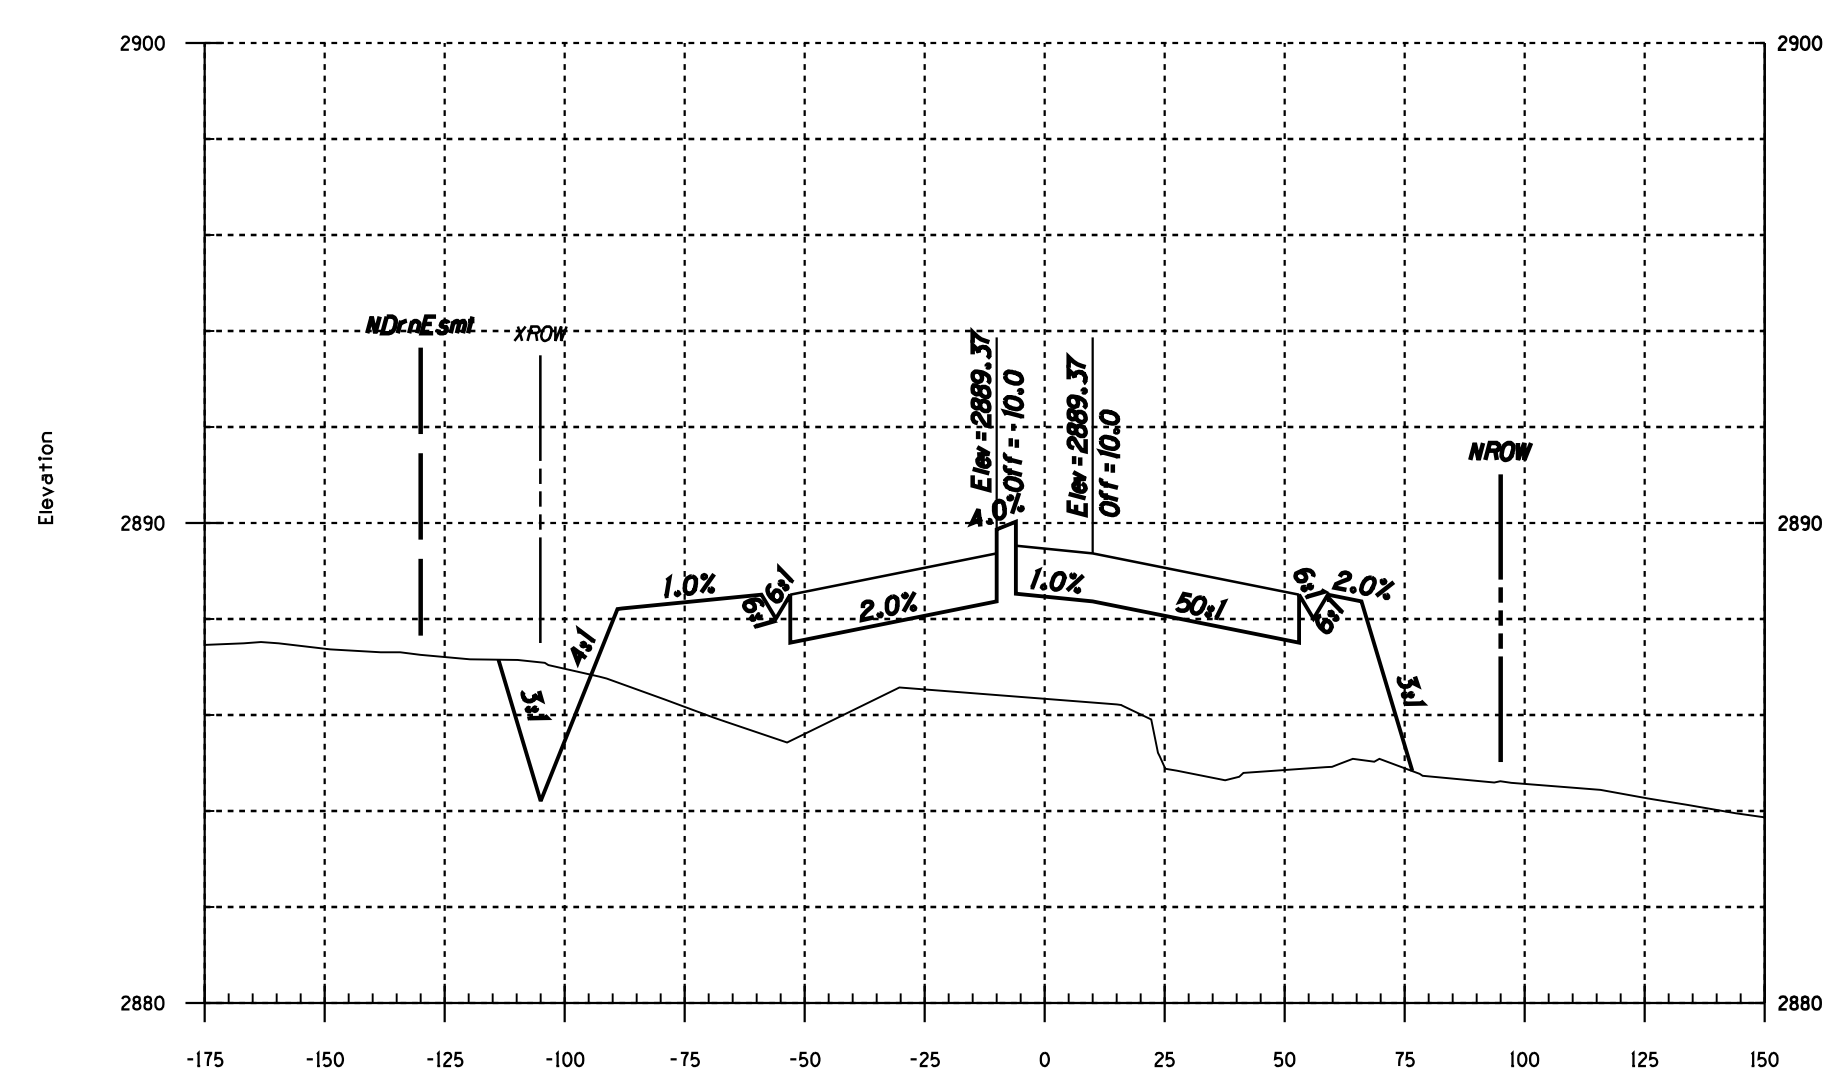 2900 2900
NDrnEsmt
XROW
Elev=2889.37
Off=-10.0
Elev=2889.37
Off=10.0
NROW
Elevation
2890 2890
4.0%
1.0%
6:1
6:1
2.0%
1.0%
50:1
6:1
6:1
2.0%
4:1
3:1
3:1
2880 2880
-175 -150 -125 -100 -75 -50 -25 0 25 50 75 100 125 150